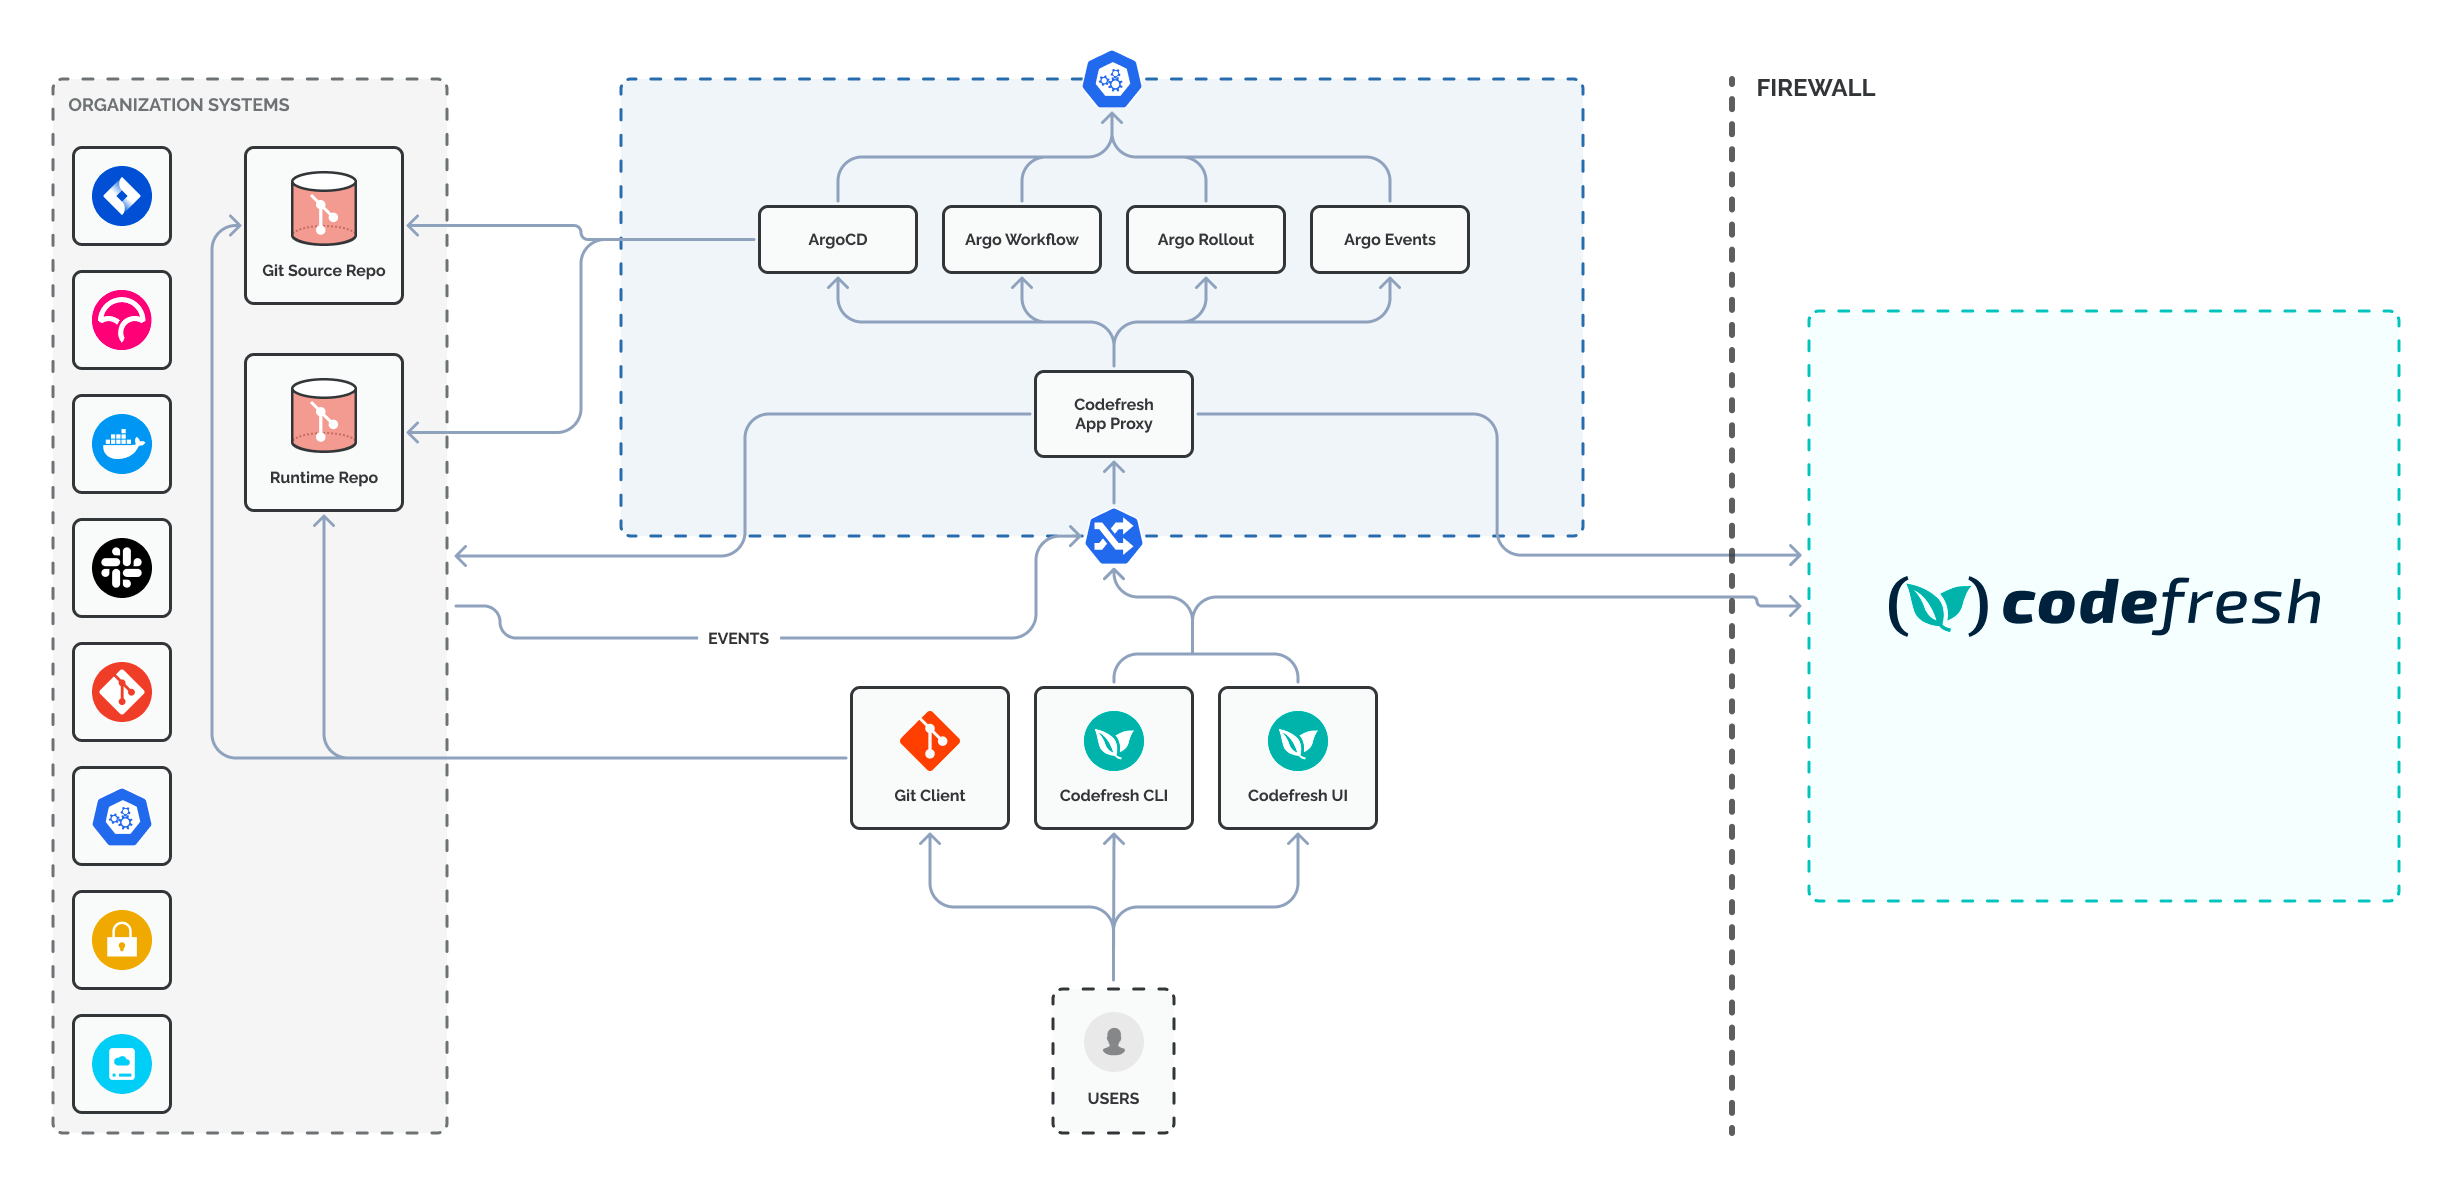 ORGANIZATION SYSTEMS
FIREWALL
ArgoCD
Argo Workflow
Argo Rollout
Argo Events
Git Source Repo
Codefresh
App Proxy
Runtime Repo
codefresh
EVENTS
Git Client
Codefresh CLI
Codefresh UI
USERS